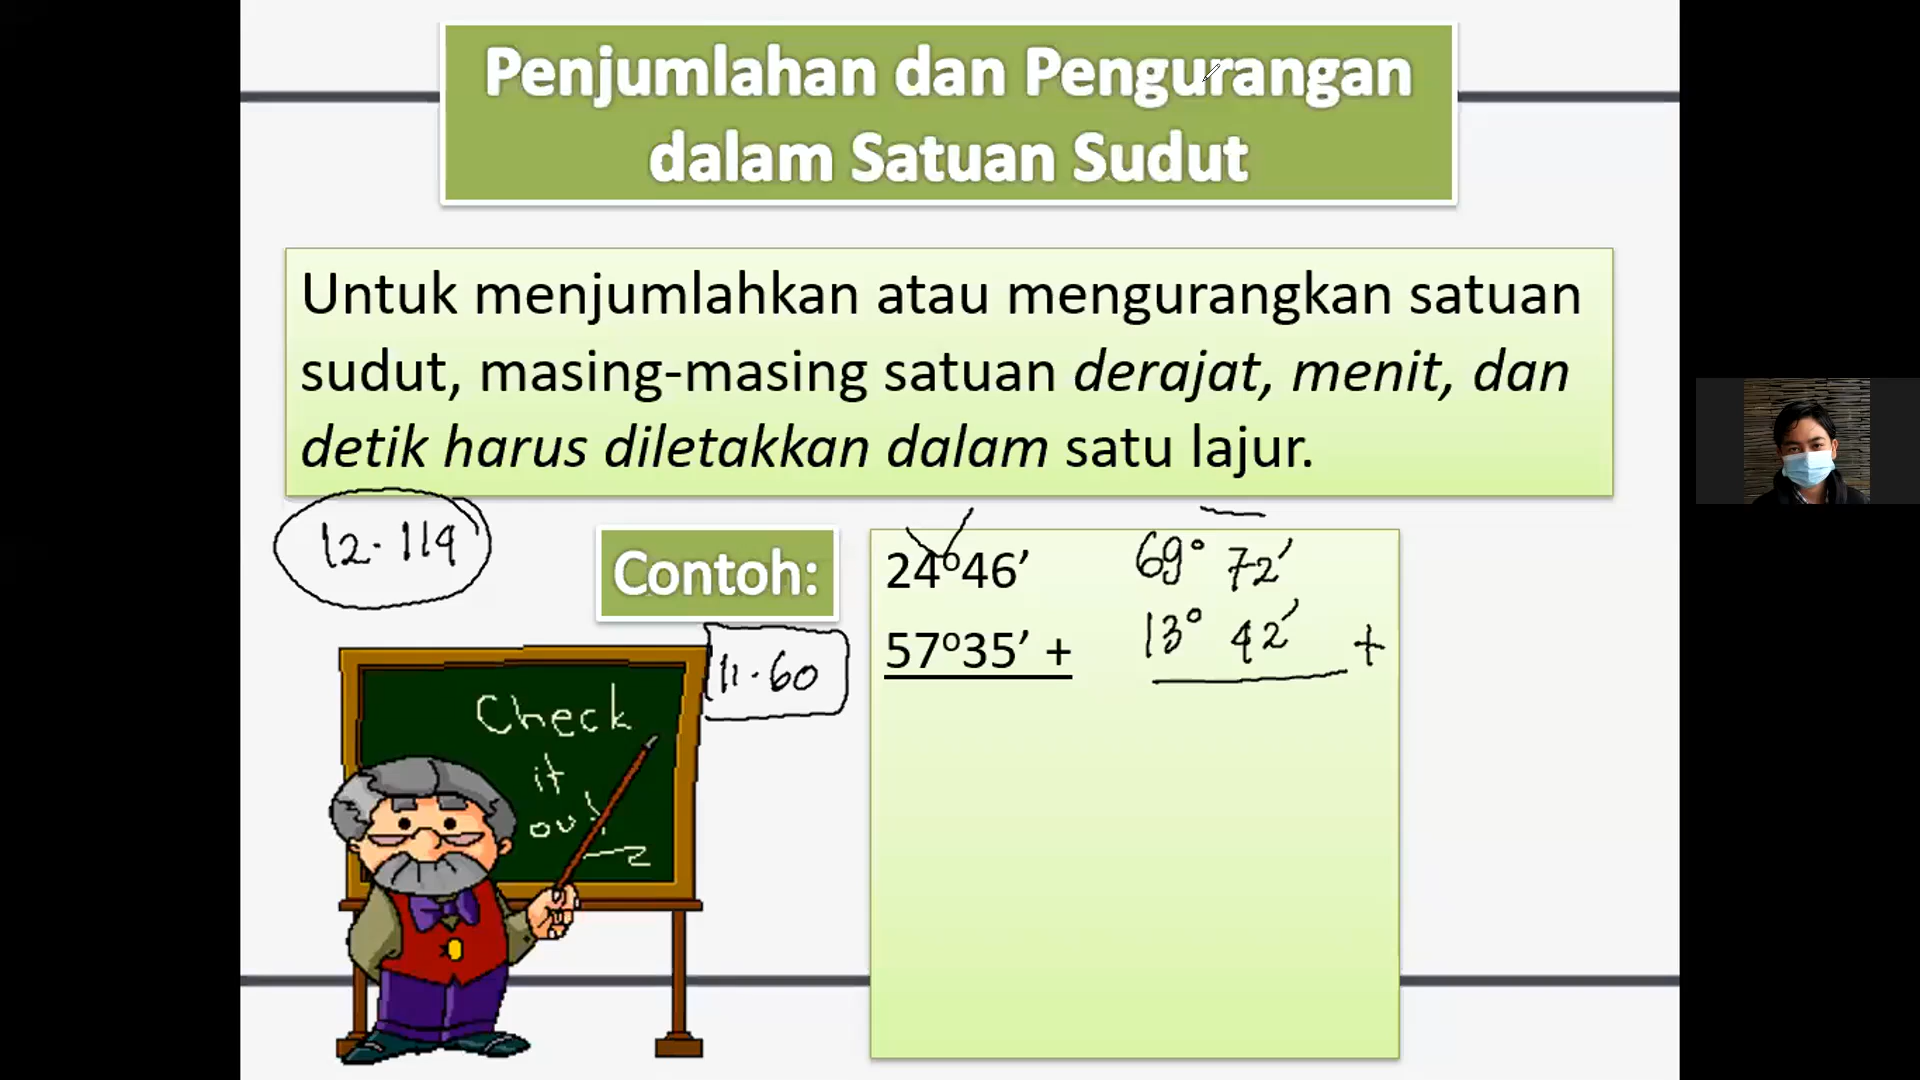 Penjumlahan dan Pengurangan
dalam Satuan Sudut
Untuk menjumlahkan atau mengurangkan satuan
sudut, masing-masing satuan derajat, menit, dan
detik harus diletakkan dalam satu lajur.
12.119
Contoh:
24°46’
57°35’ +
69° 72'
13° 42' +
11.60
Check
it
out!